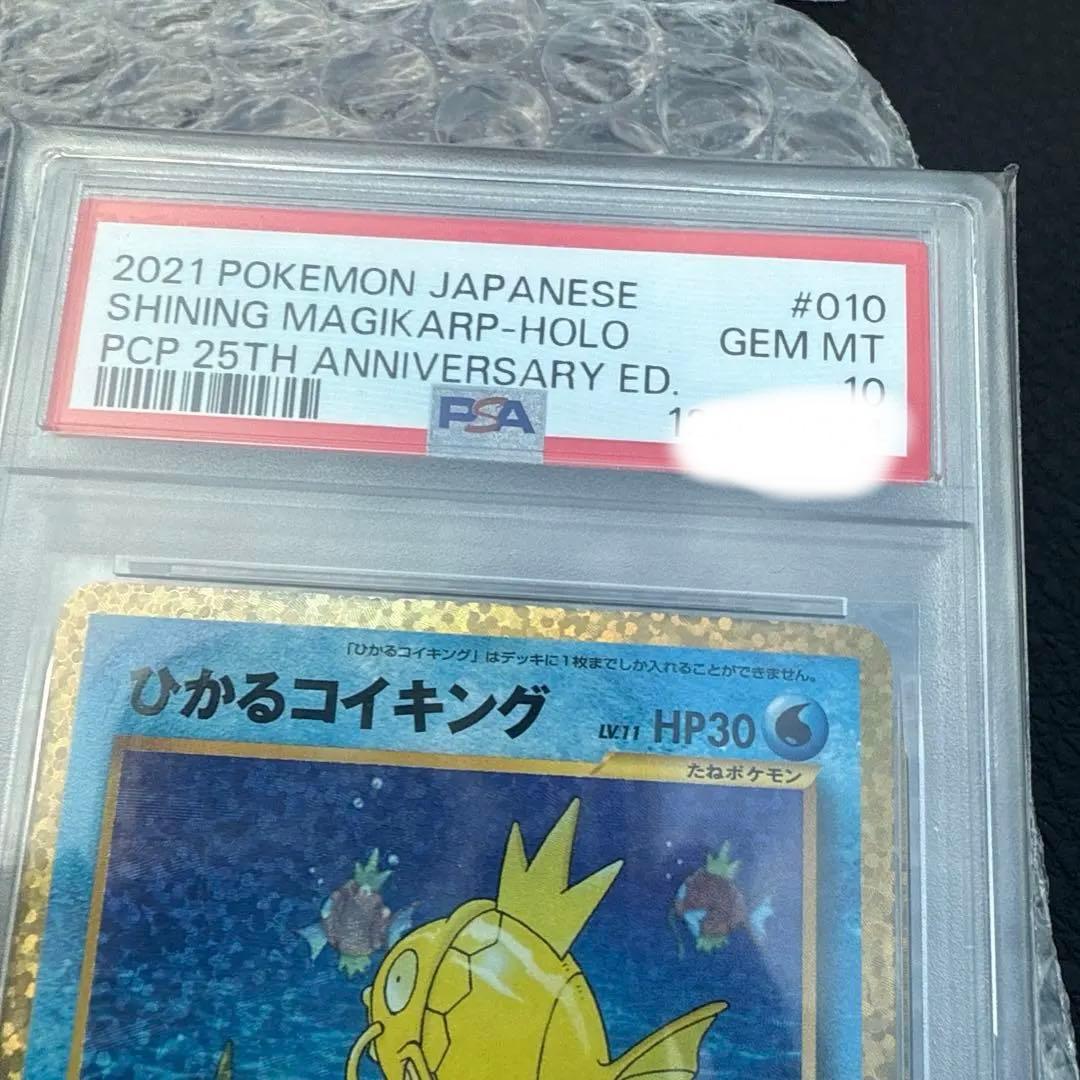 2021 POKEMON JAPANESE #010
SHINING MAGIKARP-HOLO GEM MT
PCP 25TH ANNIVERSARY ED. 10
PSA
「ひかるコイキング」はデッキに1枚までしか入れることができません。
ひかるコイキング LV.11 HP30
たねポケモン